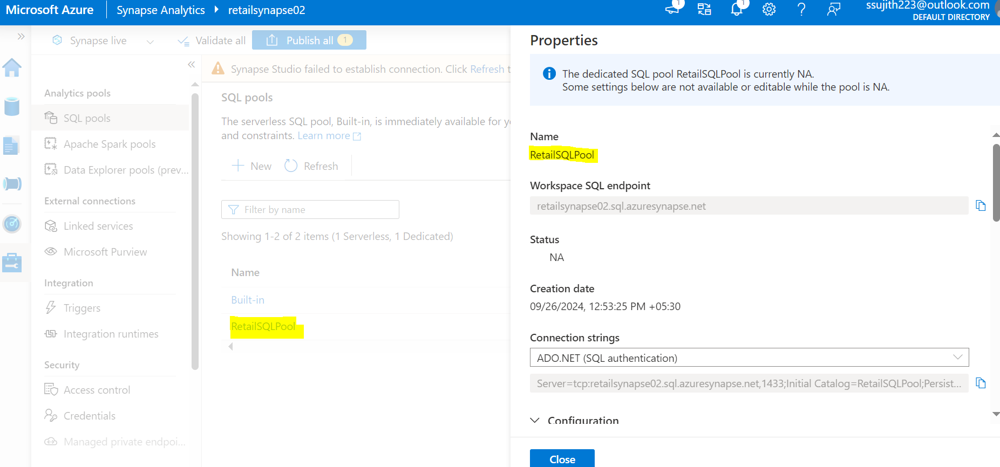 Microsoft Azure
Synapse Analytics
retailsynapse02
1
1
ssujith223@outlook.com
DEFAULT DIRECTORY
Synapse live
Validate all
Publish all 1
Synapse Studio failed to establish connection. Click Refresh t
Analytics pools
SQL pools
Apache Spark pools
Data Explorer pools (prev...
External connections
Linked services
Microsoft Purview
Integration
Triggers
Integration runtimes
Security
Access control
Credentials
Managed private endpoi...
SQL pools
The serverless SQL pool, Built-in, is immediately available for y
and constraints. Learn more
New
Refresh
Filter by name
Showing 1-2 of 2 items (1 Serverless, 1 Dedicated)
Name
Built-in
RetailSQLPool
Properties
The dedicated SQL pool RetailSQLPool is currently NA.
Some settings below are not available or editable while the pool is NA.
Name
RetailSQLPool
Workspace SQL endpoint
retailsynapse02.sql.azuresynapse.net
Status
NA
Creation date
09/26/2024, 12:53:25 PM +05:30
Connection strings
ADO.NET (SQL authentication)
Server=tcp:retailsynapse02.sql.azuresynapse.net,1433;Initial Catalog=RetailSQLPool;Persist...
Configuration
Close